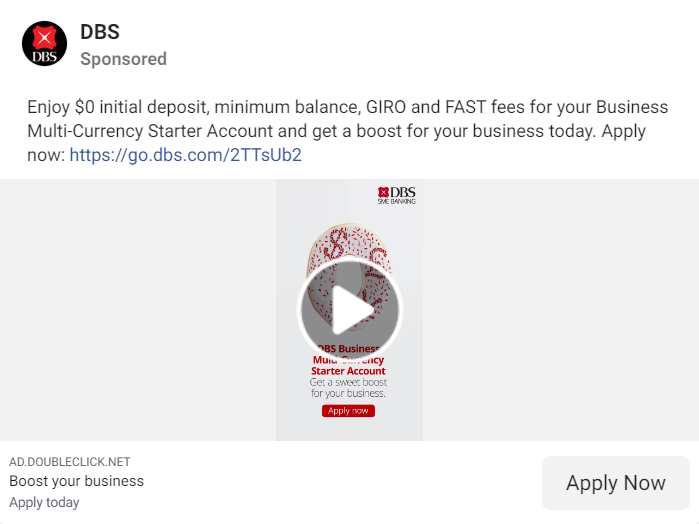 DBS
Sponsored
DBS
Enjoy $0 initial deposit, minimum balance, GIRO and FAST fees for your Business
Multi-Currency Starter Account and get a boost for your business today. Apply
now: https://go.dbs.com/2TTsUb2
DBS
SME BANKING
DBS Business
Multi-Currency
Starter Account
Get a sweet boost
for your business.
Apply now
AD.DOUBLECLICK.NET
Boost your business
Apply today
Apply Now